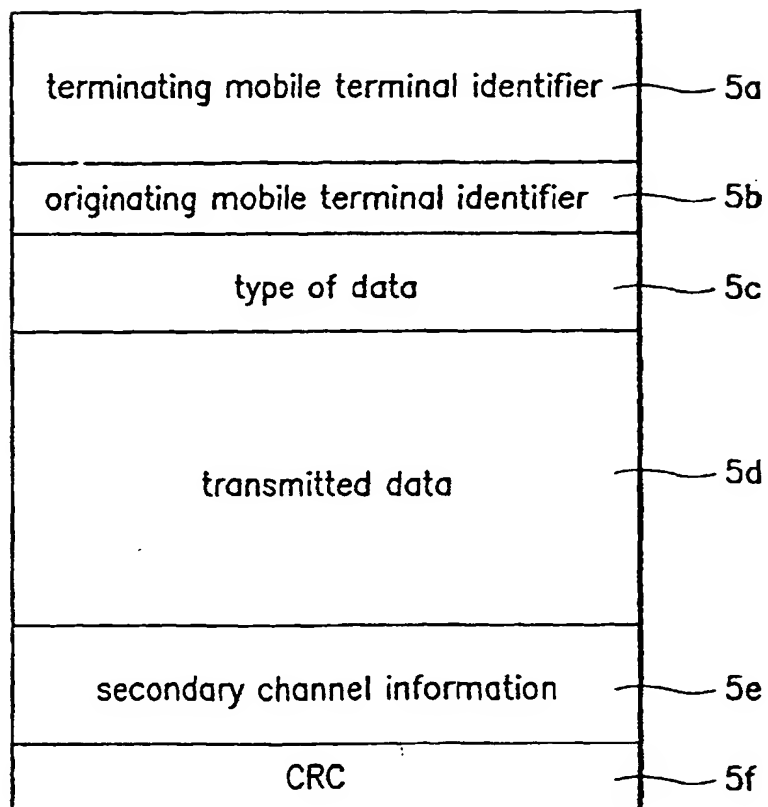 terminating mobile terminal identifier 5a
originating mobile terminal identifier 5b
type of data 5c
transmitted data 5d
secondary channel information 5e
CRC 5f